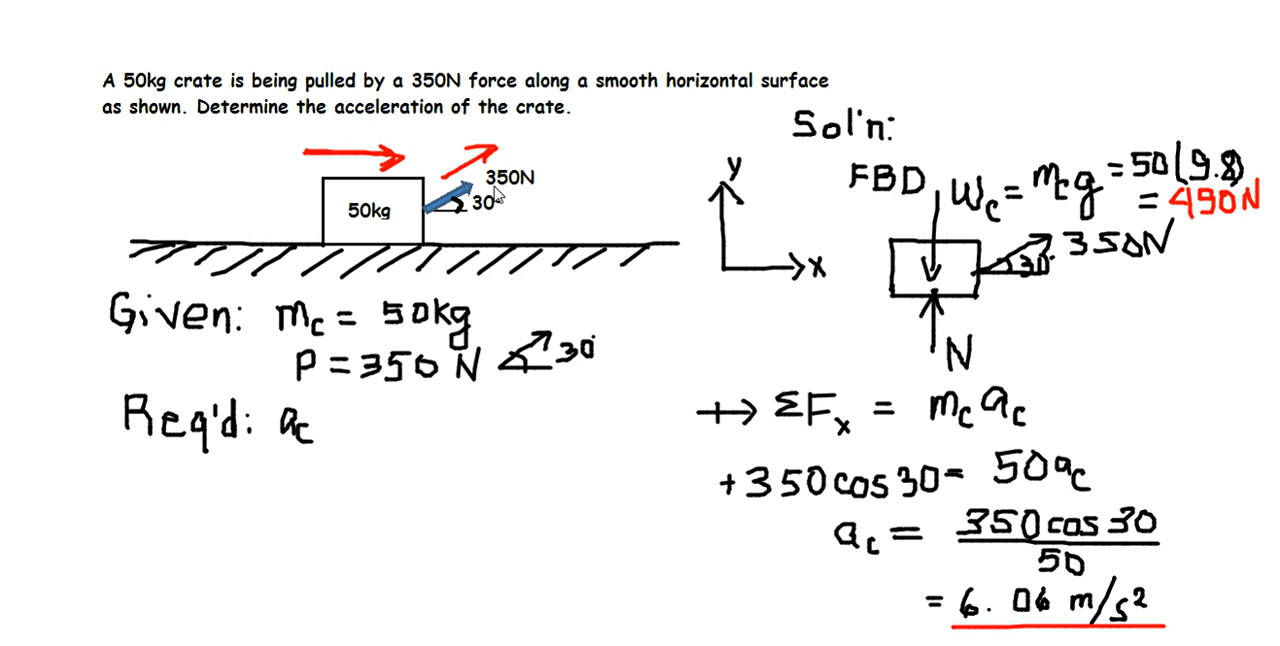 A 50kg crate is being pulled by a 350N force along a smooth horizontal surface
as shown. Determine the acceleration of the crate.
350N
30°
50kg
Given: mc = 50kg
P = 350 N 30°
Req'd: ac
Sol'n:
y
x
FBD
Wc = mcg = 50(9.8)
= 490N
350N
30°
N
+→ ΣFx = mc ac
+350cos30 = 50ac
ac = 350cos30
50
= 6.06 m/s²